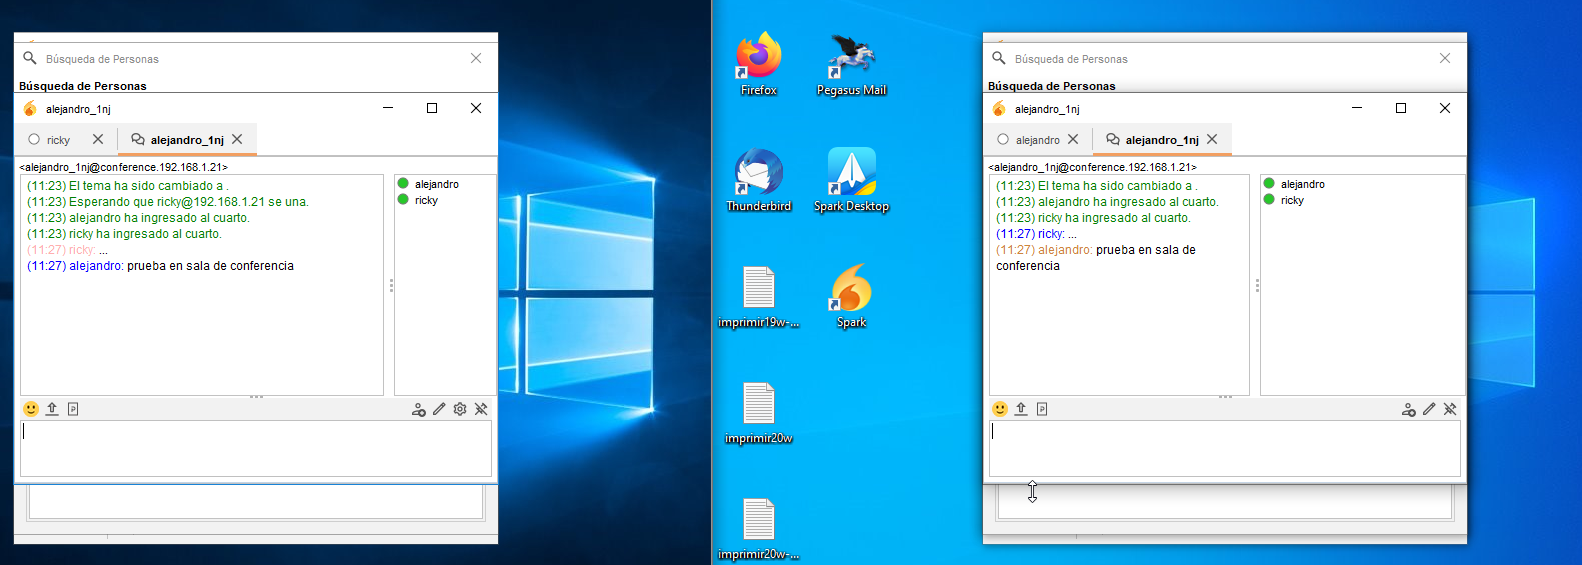 Búsqueda de Personas
Búsqueda de Personas
alejandro_1nj
ricky
alejandro_1nj
<alejandro_1nj@conference.192.168.1.21>
(11:23) El tema ha sido cambiado a .
(11:23) Esperando que ricky@192.168.1.21 se una.
(11:23) alejandro ha ingresado al cuarto.
(11:23) ricky ha ingresado al cuarto.
(11:27) ricky: ...
(11:27) alejandro: prueba en sala de conferencia
alejandro
ricky
Firefox
Pegasus Mail
Thunderbird
Spark Desktop
imprimir19w-...
Spark
imprimir20w
imprimir20w-...
Búsqueda de Personas
Búsqueda de Personas
alejandro_1nj
alejandro
alejandro_1nj
<alejandro_1nj@conference.192.168.1.21>
(11:23) El tema ha sido cambiado a .
(11:23) alejandro ha ingresado al cuarto.
(11:23) ricky ha ingresado al cuarto.
(11:27) ricky: ...
(11:27) alejandro: prueba en sala de
conferencia
alejandro
ricky